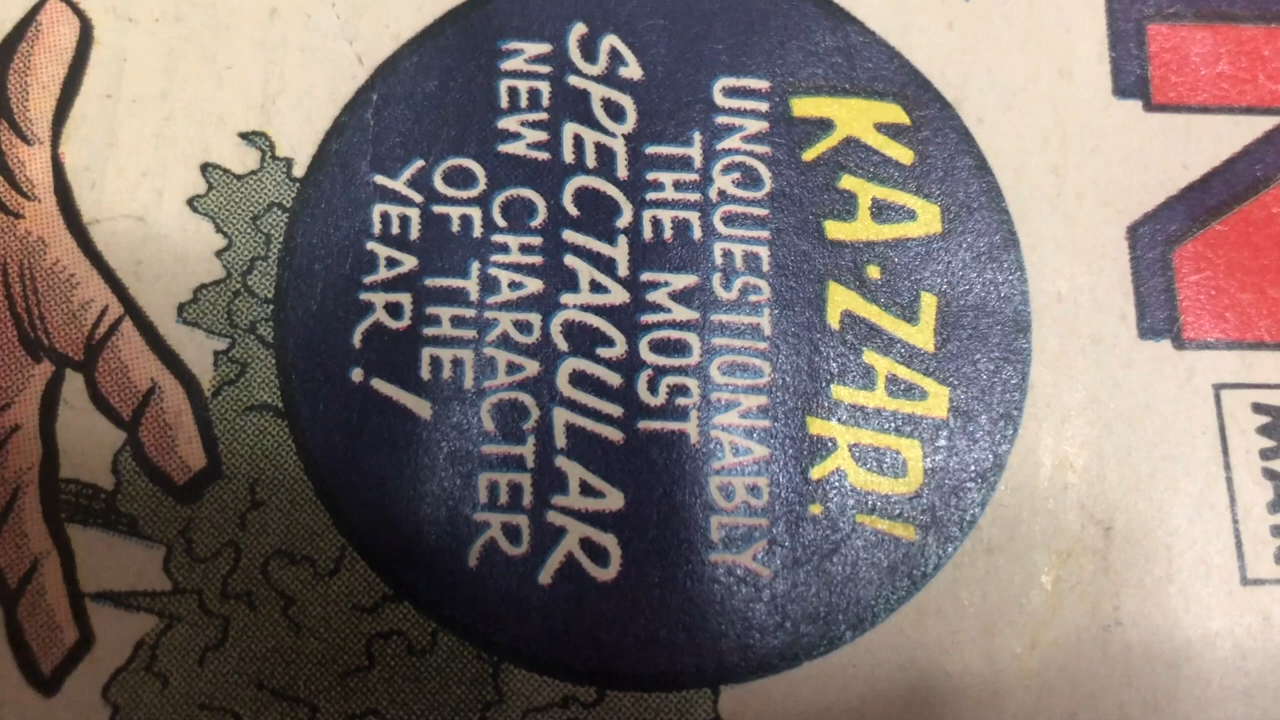 KA-ZAR!
UNQUESTIONABLY
THE MOST
SPECTACULAR
NEW CHARACTER
OF THE
YEAR!